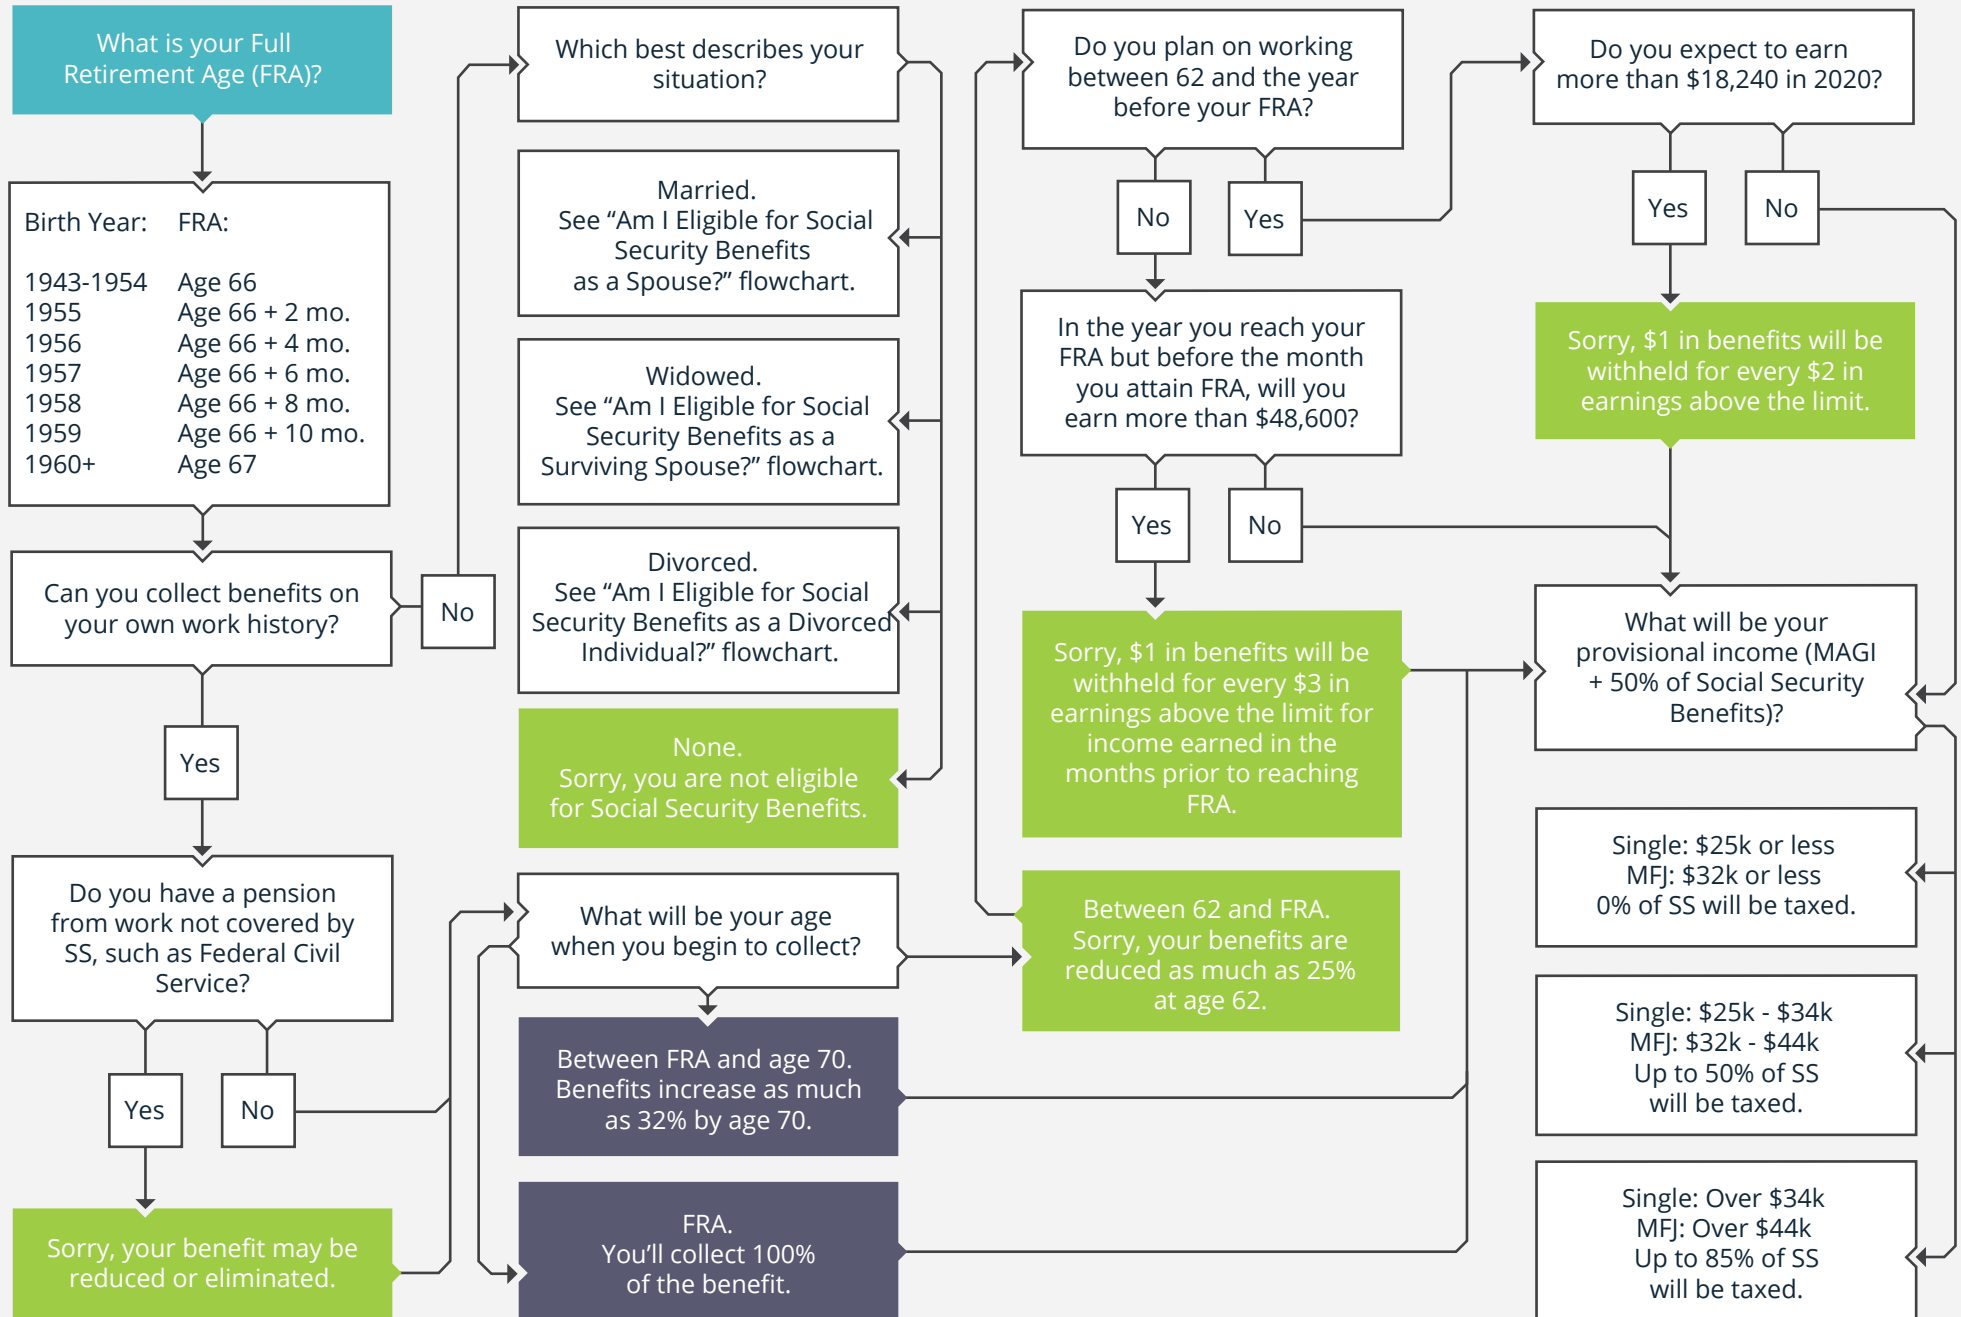 What is your Full
Retirement Age (FRA)?
Birth Year: FRA:
1943-1954 Age 66
1955 Age 66 + 2 mo.
1956 Age 66 + 4 mo.
1957 Age 66 + 6 mo.
1958 Age 66 + 8 mo.
1959 Age 66 + 10 mo.
1960+ Age 67
Can you collect benefits on
your own work history?
No
Yes
Do you have a pension
from work not covered by
SS, such as Federal Civil
Service?
Yes
No
Sorry, your benefit may be
reduced or eliminated.
Which best describes your
situation?
Married.
See “Am I Eligible for Social
Security Benefits
as a Spouse?” flowchart.
Widowed.
See “Am I Eligible for Social
Security Benefits as a
Surviving Spouse?” flowchart.
Divorced.
See “Am I Eligible for Social
Security Benefits as a Divorced
Individual?” flowchart.
None.
Sorry, you are not eligible
for Social Security Benefits.
What will be your age
when you begin to collect?
Between FRA and age 70.
Benefits increase as much
as 32% by age 70.
FRA.
You’ll collect 100%
of the benefit.
Do you plan on working
between 62 and the year
before your FRA?
No
Yes
In the year you reach your
FRA but before the month
you attain FRA, will you
earn more than $48,600?
Yes
No
Sorry, $1 in benefits will be
withheld for every $3 in
earnings above the limit for
income earned in the
months prior to reaching
FRA.
Between 62 and FRA.
Sorry, your benefits are
reduced as much as 25%
at age 62.
Do you expect to earn
more than $18,240 in 2020?
Yes
No
Sorry, $1 in benefits will be
withheld for every $2 in
earnings above the limit.
What will be your
provisional income (MAGI
+ 50% of Social Security
Benefits)?
Single: $25k or less
MFJ: $32k or less
0% of SS will be taxed.
Single: $25k - $34k
MFJ: $32k - $44k
Up to 50% of SS
will be taxed.
Single: Over $34k
MFJ: Over $44k
Up to 85% of SS
will be taxed.